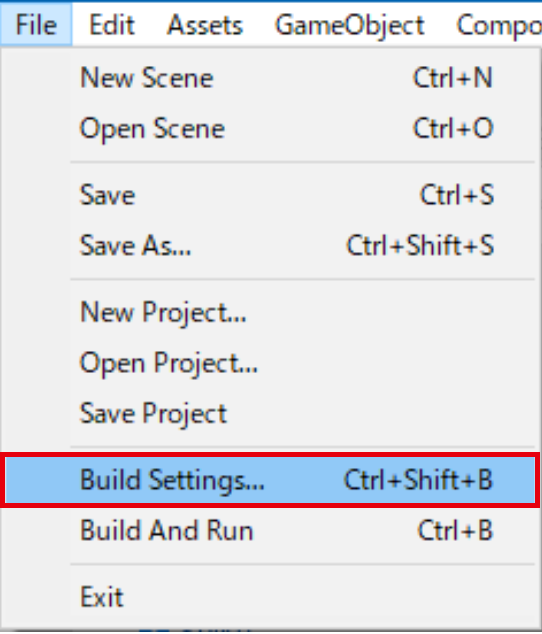 File Edit Assets GameObject Compo
New Scene Ctrl+N
Open Scene Ctrl+O
Save Ctrl+S
Save As... Ctrl+Shift+S
New Project...
Open Project...
Save Project
Build Settings... Ctrl+Shift+B
Build And Run Ctrl+B
Exit